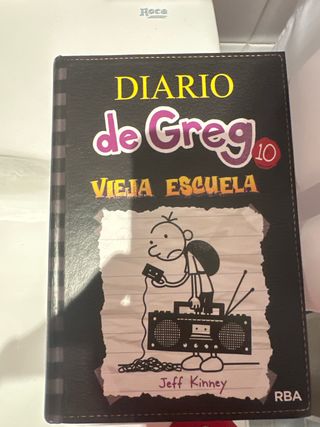 Roca
DIARIO
de Greg 10
VIEJA ESCUELA
Jeff Kinney
RBA